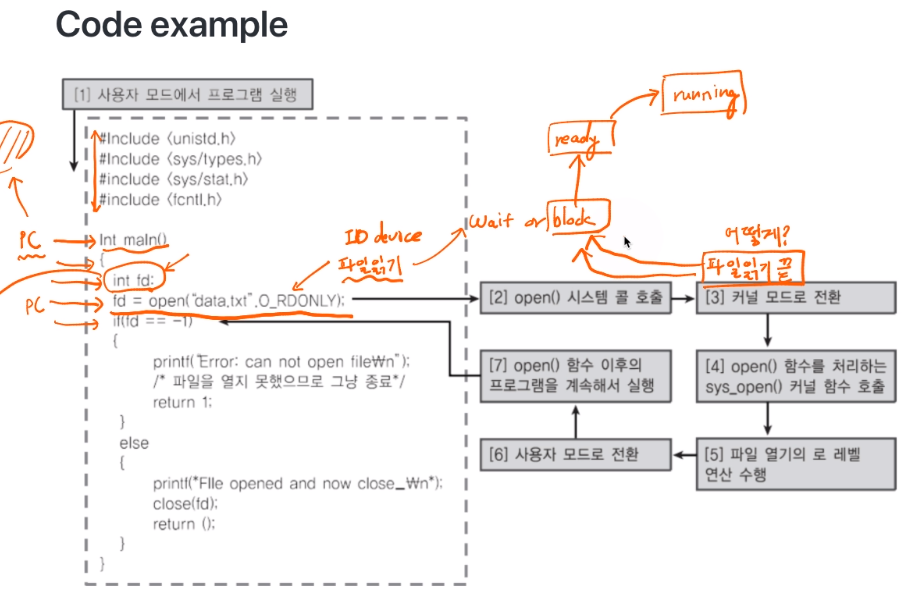 Code example
[1] 사용자 모드에서 프로그램 실행
#Include <unistd.h>
#Include <sys/types.h>
#include <sys/stat.h>
#include <fcntl.h>
Int main()
{
int fd;
fd = open("data,txt",O_RDONLY);
if(fd == -1)
{
printf("Error: can not open file₩n");
/* 파일을 열지 못했으므로 그냥 종료*/
return 1;
}
else
{
printf("File opened and now close_₩n");
close(fd);
return ();
}
}
[2] open() 시스템 콜 호출
[3] 커널 모드로 전환
[4] open() 함수를 처리하는
sys_open() 커널 함수 호출
[5] 파일 열기의 로 레벨
연산 수행
[6] 사용자 모드로 전환
[7] open() 함수 이후의
프로그램을 계속해서 실행
running
ready
Wait or block
어떻게?
파일읽기 끝
IO device
파일읽기
PC
PC